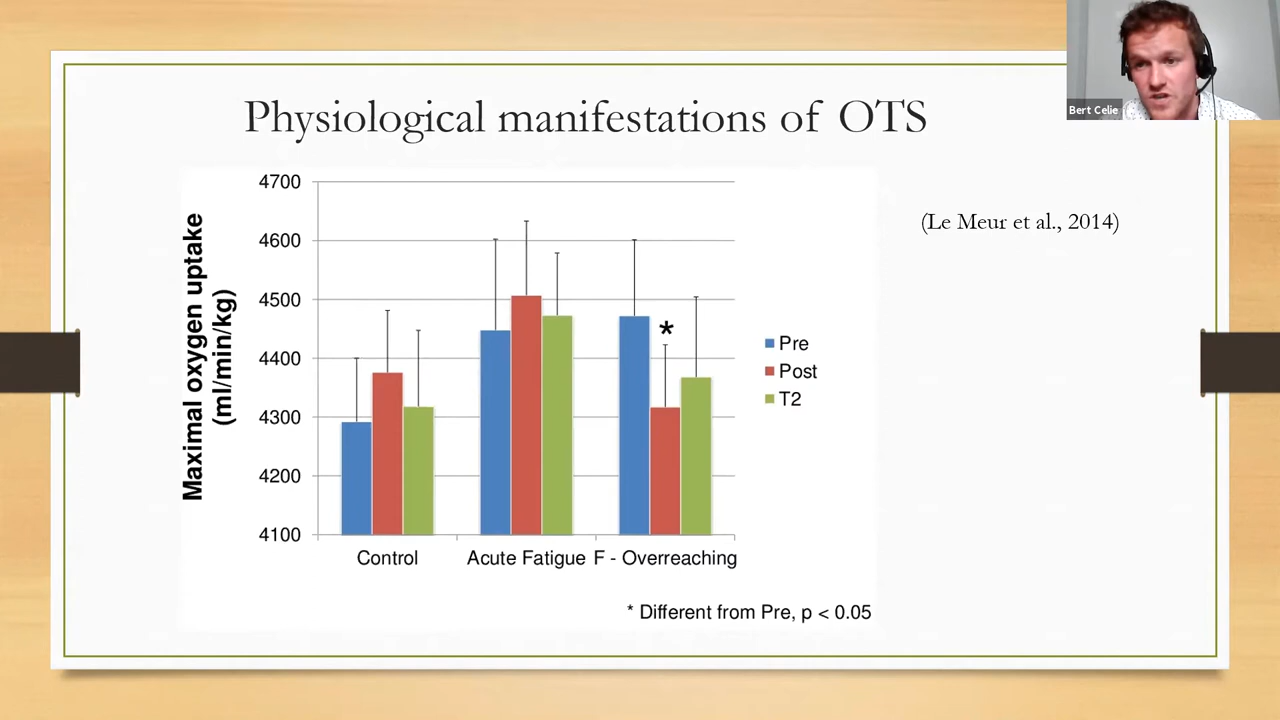 Bert Celie
Physiological manifestations of OTS
(Le Meur et al., 2014)
Maximal oxygen uptake
(ml/min/kg)
4700
4600
4500
4400
4300
4200
4100
*
Pre
Post
T2
Control
Acute Fatigue
F - Overreaching
* Different from Pre, p < 0.05